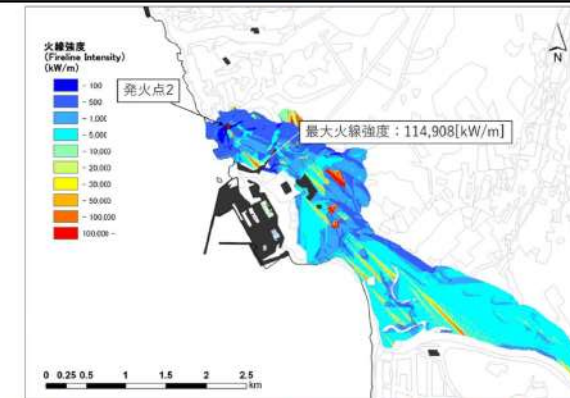 火線強度
(Fireline Intensity)
(kW/m)
- 100
- 500
- 1,000
- 5,000
- 10,000
- 20,000
- 30,000
- 50,000
- 100,000
100,000 -
発火点2
最大火線強度：114,908[kW/m]
N
0 0.25 0.5 1 1.5 2 2.5
km